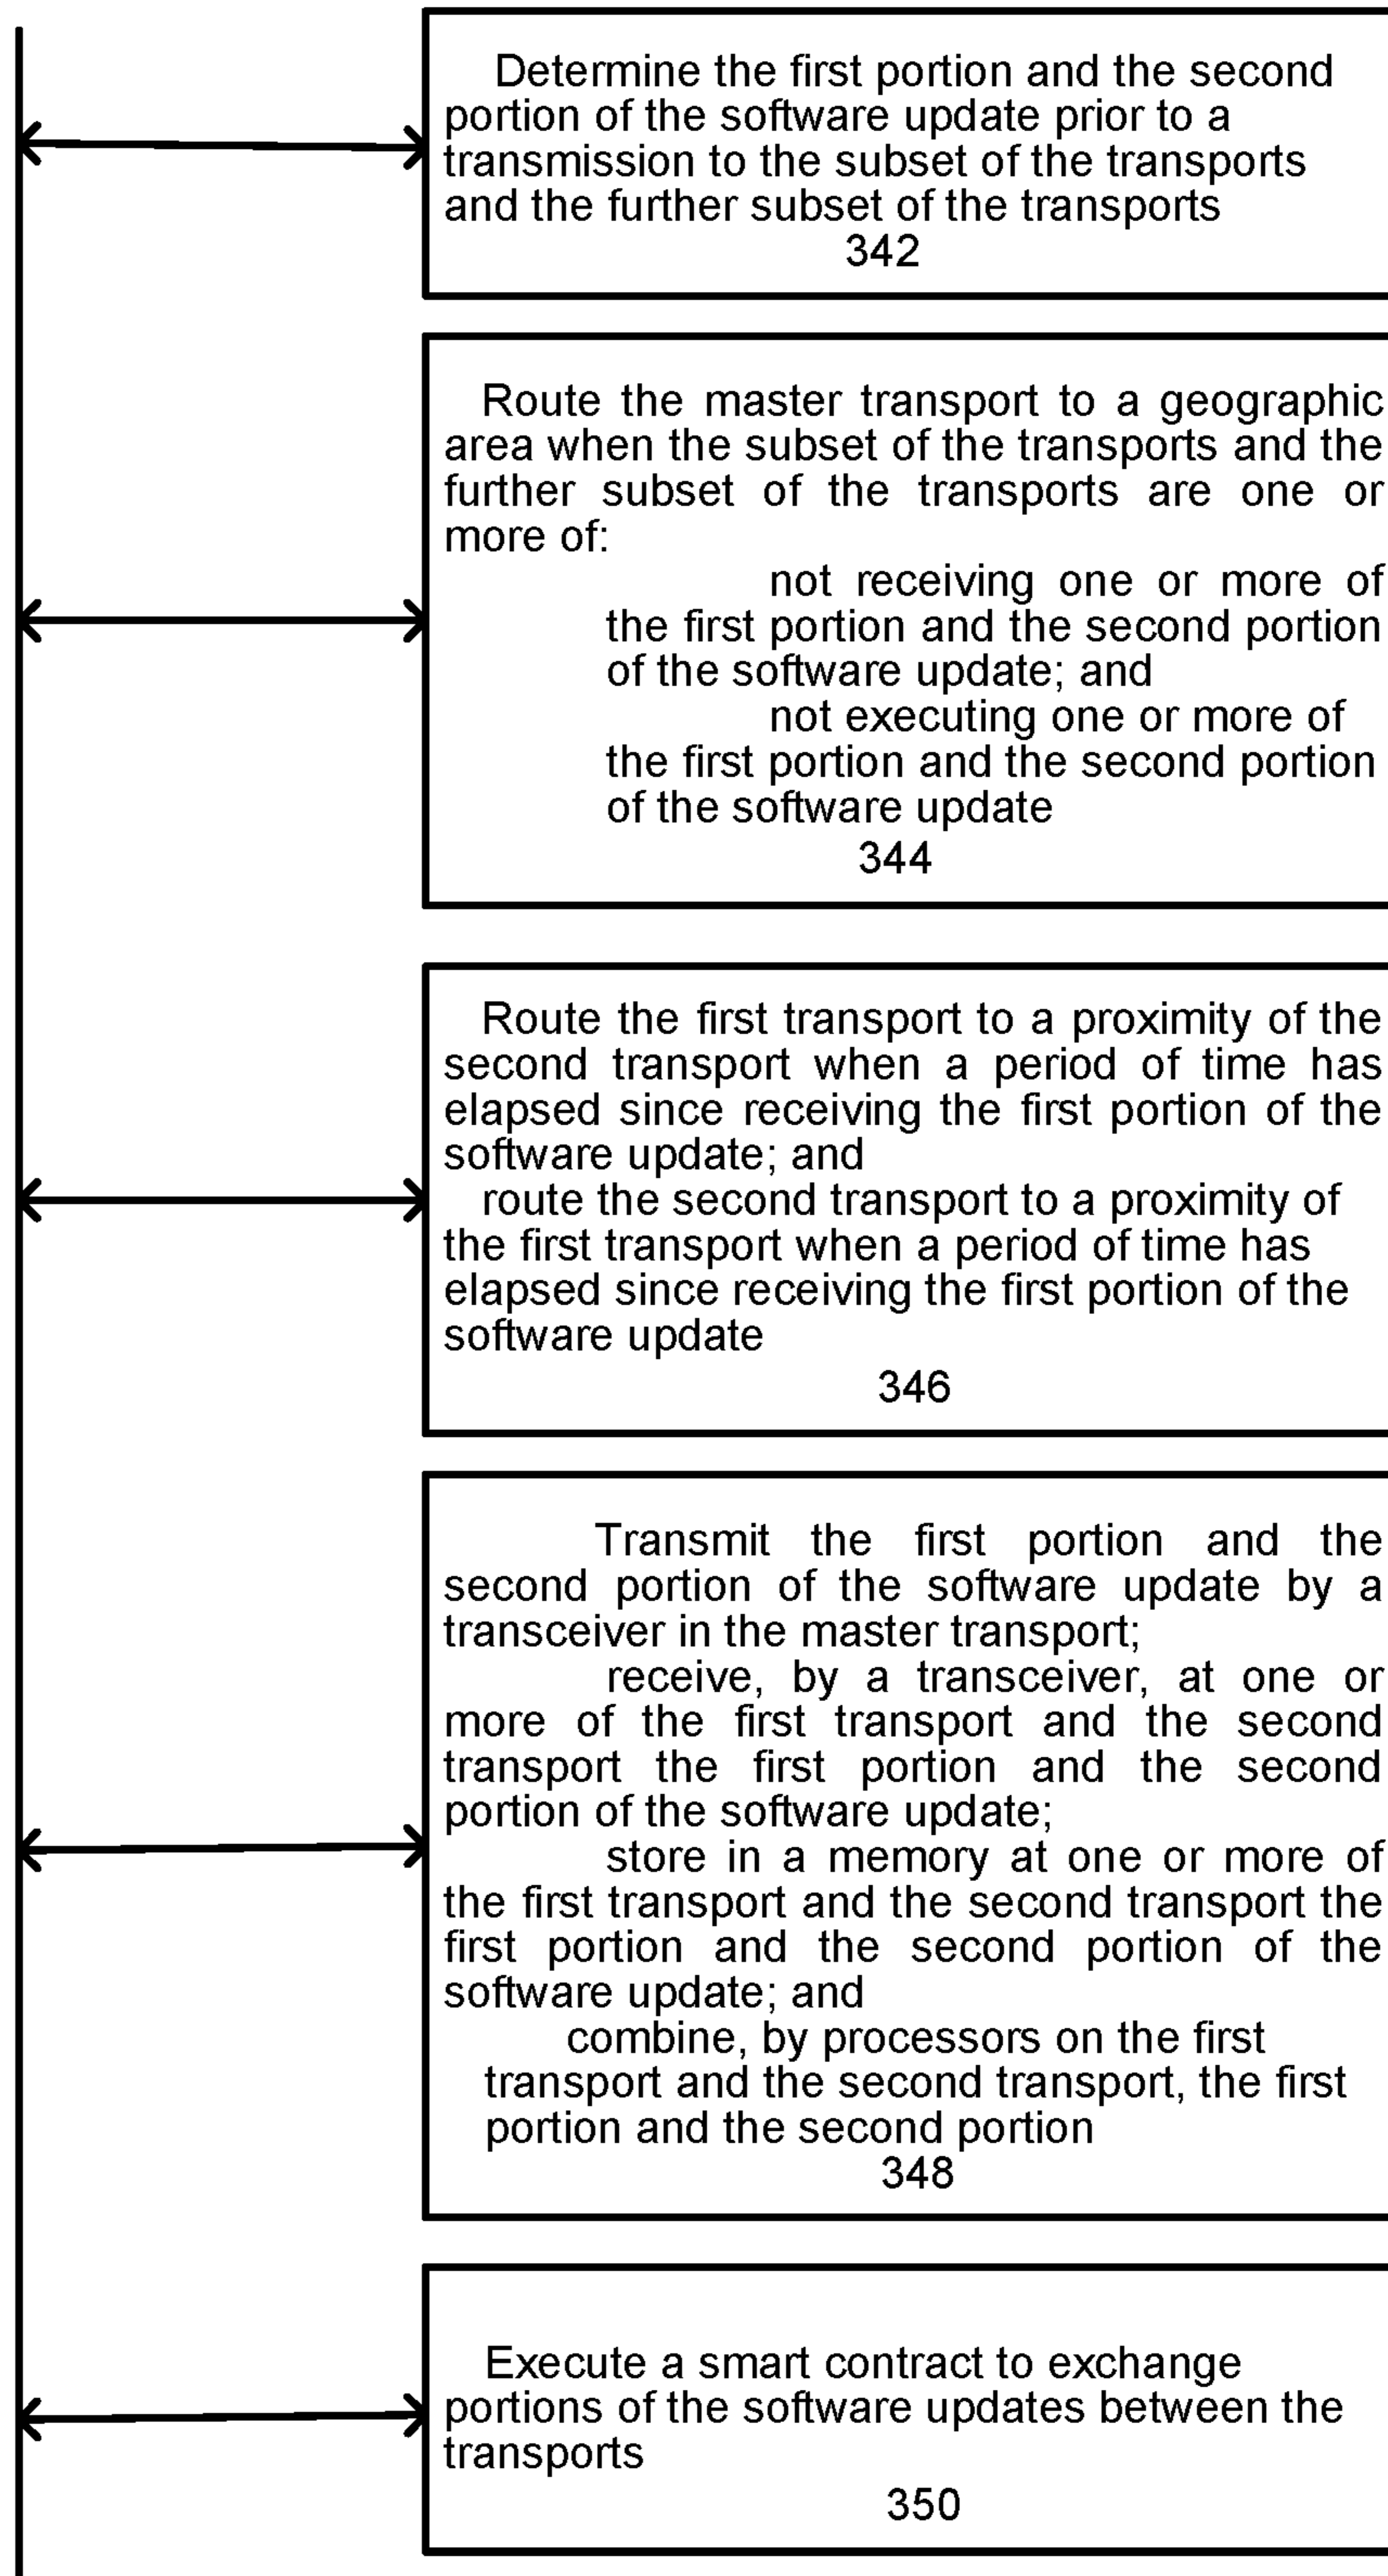 Determine the first portion and the second
portion of the software update prior to a
transmission to the subset of the transports
and the further subset of the transports
342
Route the master transport to a geographic
area when the subset of the transports and the
further subset of the transports are one or
more of:
not receiving one or more of
the first portion and the second portion
of the software update; and
not executing one or more of
the first portion and the second portion
of the software update
344
Route the first transport to a proximity of the
second transport when a period of time has
elapsed since receiving the first portion of the
software update; and
route the second transport to a proximity of
the first transport when a period of time has
elapsed since receiving the first portion of the
software update
346
Transmit the first portion and the
second portion of the software update by a
transceiver in the master transport;
receive, by a transceiver, at one or
more of the first transport and the second
transport the first portion and the second
portion of the software update;
store in a memory at one or more of
the first transport and the second transport the
first portion and the second portion of the
software update; and
combine, by processors on the first
transport and the second transport, the first
portion and the second portion
348
Execute a smart contract to exchange
portions of the software updates between the
transports
350